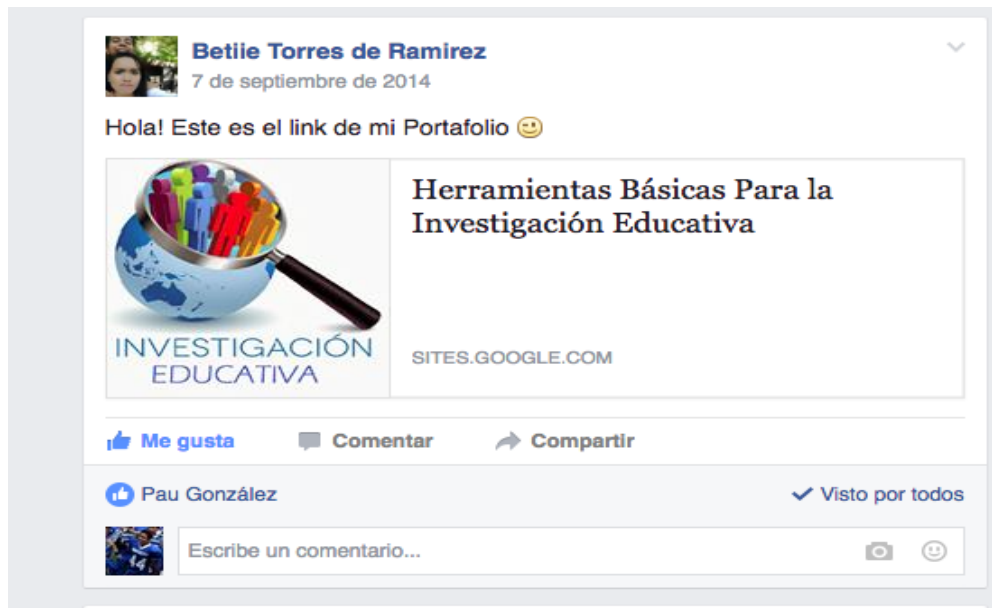 Betiie Torres de Ramirez
7 de septiembre de 2014
Hola! Este es el link de mi Portafolio
INVESTIGACIÓN
EDUCATIVA
Herramientas Básicas Para la
Investigación Educativa
SITES.GOOGLE.COM
Me gusta Comentar Compartir
Pau González Visto por todos
Escribe un comentario...